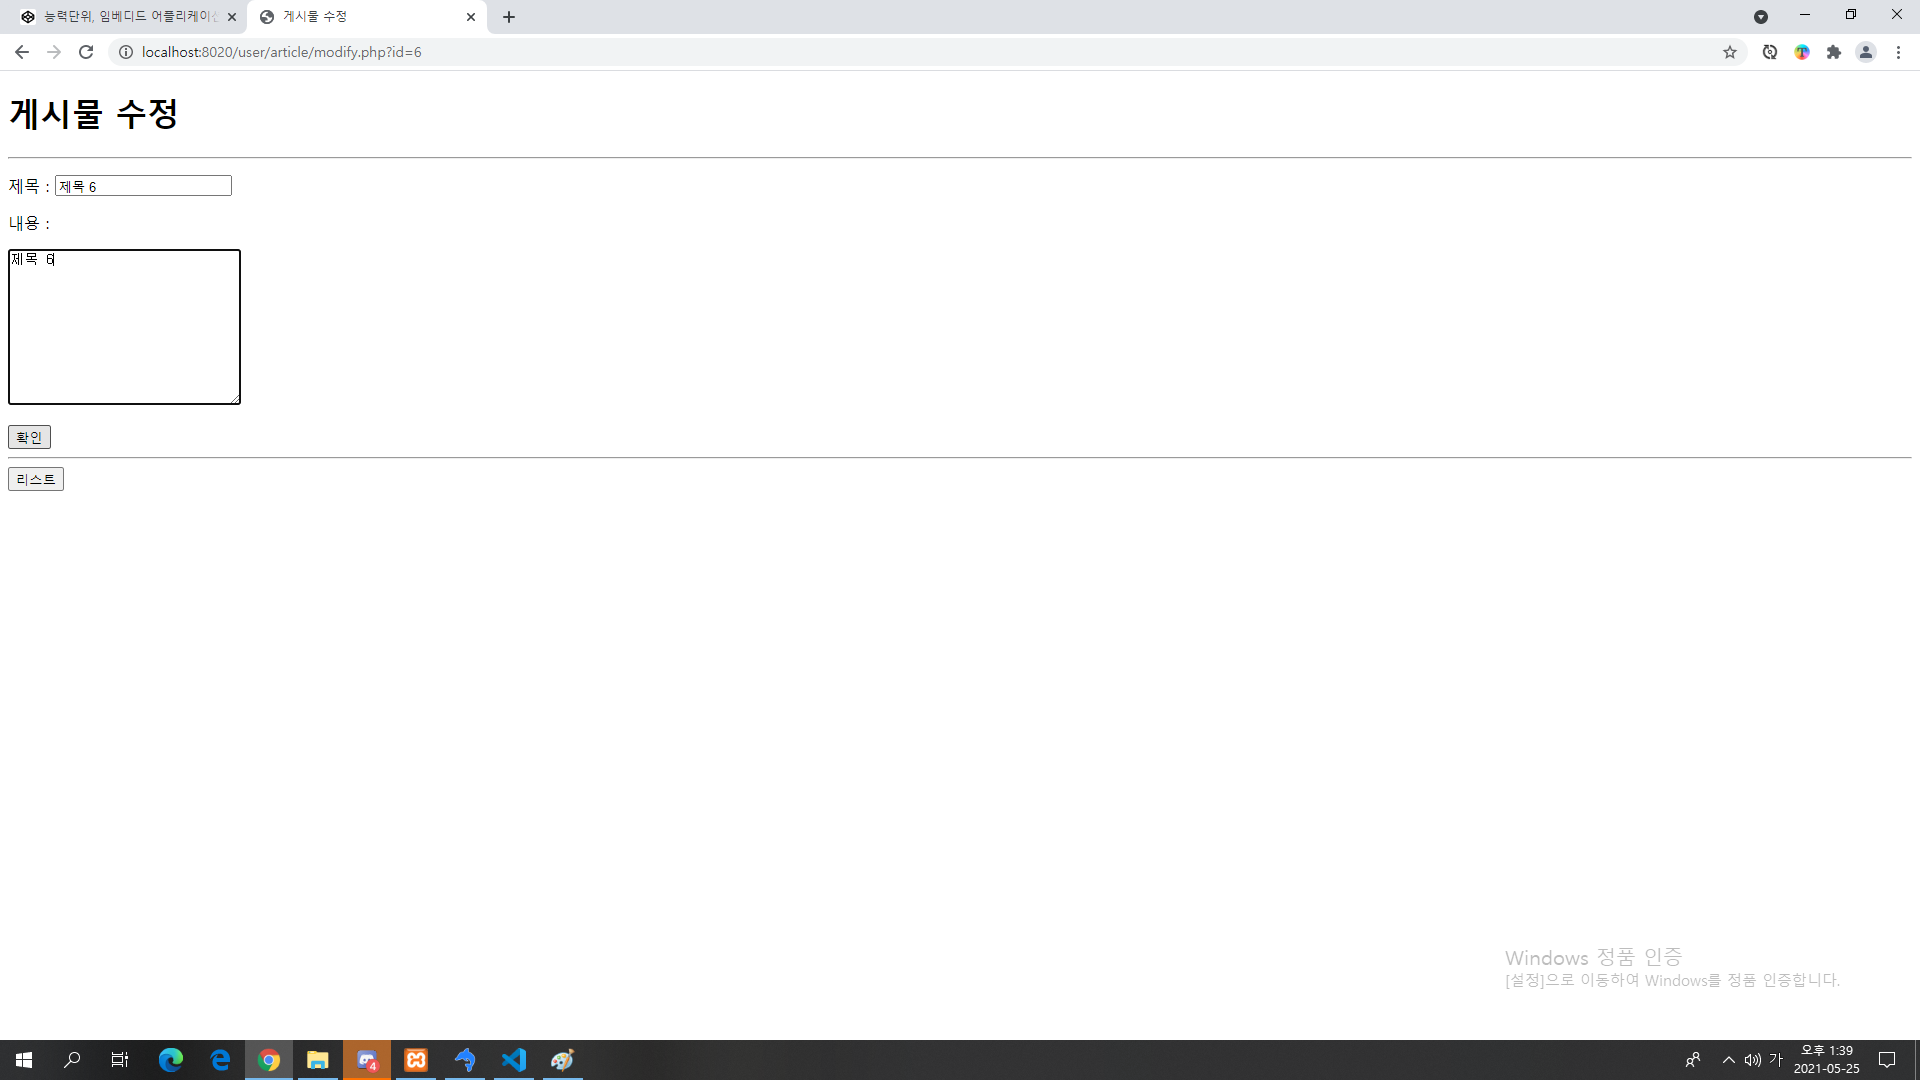 능력단위, 임베디드 어플리케이션
게시물 수정
localhost:8020/user/article/modify.php?id=6
게시물 수정
제목 : 제목 6
내용 :
제목 6
확인
리스트
Windows 정품 인증
[설정]으로 이동하여 Windows를 정품 인증합니다.
4
가
오후 1:39
2021-05-25